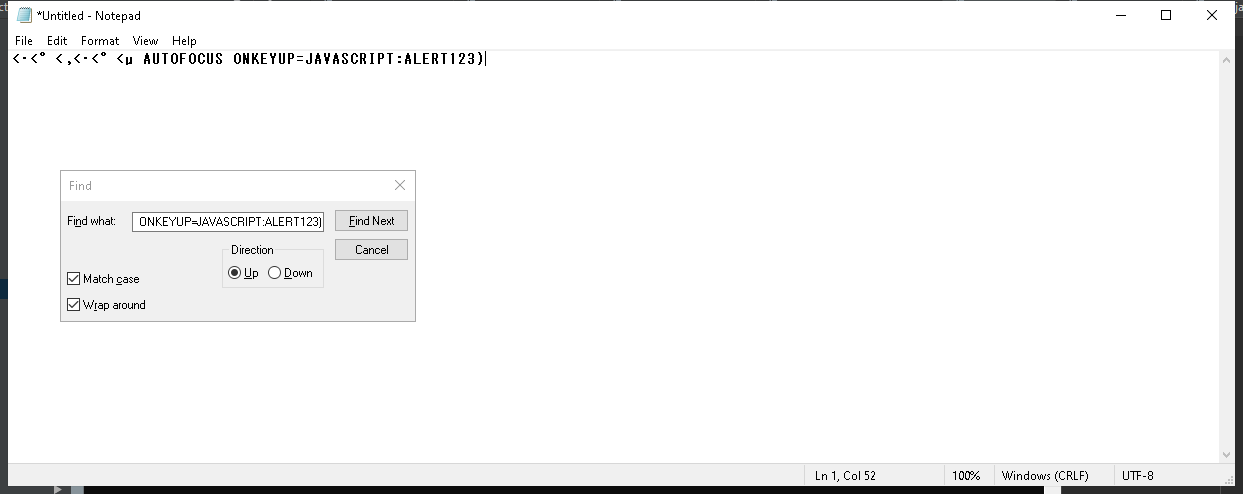 *Untitled - Notepad
File Edit Format View Help
<·<° <,<·<° <µ AUTOFOCUS ONKEYUP=JAVASCRIPT:ALERT123)
Find
Find what: ONKEYUP=JAVASCRIPT:ALERT123) Find Next
Direction Cancel
Up Down
Match case
Wrap around
Ln 1, Col 52 100% Windows (CRLF) UTF-8